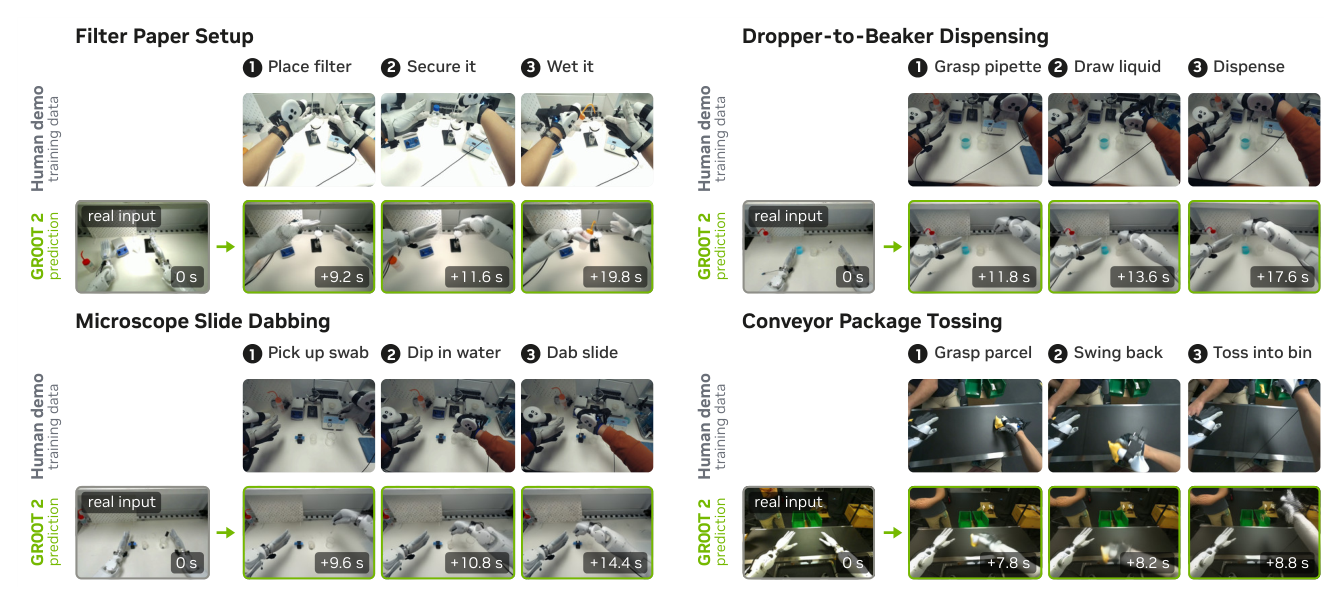 Filter Paper Setup
1 Place filter
2 Secure it
3 Wet it
Human demo
training data
GR00T 2
prediction
real input
0 s
+9.2 s
+11.6 s
+19.8 s
Dropper-to-Beaker Dispensing
1 Grasp pipette
2 Draw liquid
3 Dispense
Human demo
training data
GR00T 2
prediction
real input
0 s
+11.8 s
+13.6 s
+17.6 s
Microscope Slide Dabbing
1 Pick up swab
2 Dip in water
3 Dab slide
Human demo
training data
GR00T 2
prediction
real input
0 s
+9.6 s
+10.8 s
+14.4 s
Conveyor Package Tossing
1 Grasp parcel
2 Swing back
3 Toss into bin
Human demo
training data
GR00T 2
prediction
real input
0 s
+7.8 s
+8.2 s
+8.8 s